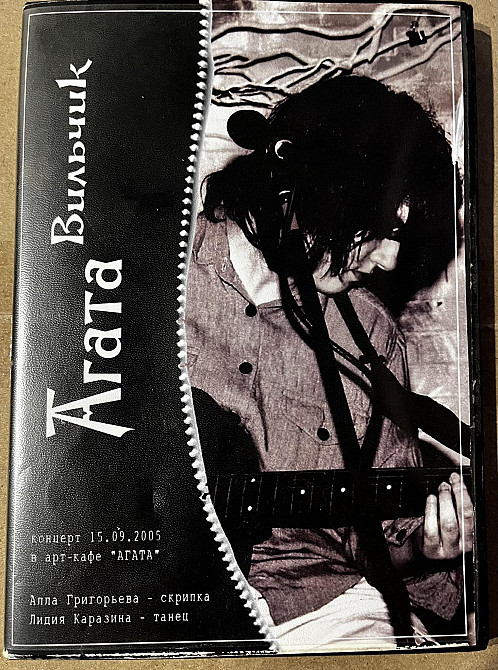 Агата Вильчик
концерт 15.09.2005
в арт-кафе "АГАТА"
Алла Григорьева - скрипка
Лидия Каразина - танец